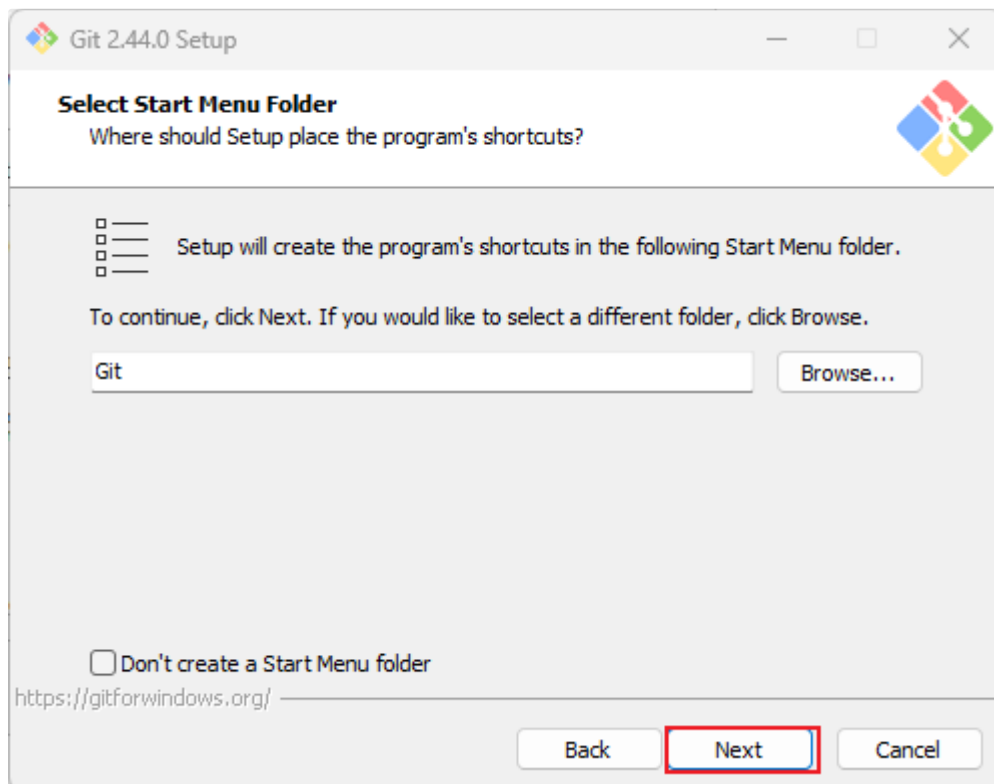 Git 2.44.0 Setup
Select Start Menu Folder
Where should Setup place the program's shortcuts?
Setup will create the program's shortcuts in the following Start Menu folder.
To continue, click Next. If you would like to select a different folder, click Browse.
Git
Browse...
Don't create a Start Menu folder
https://gitforwindows.org/
Back
Next
Cancel